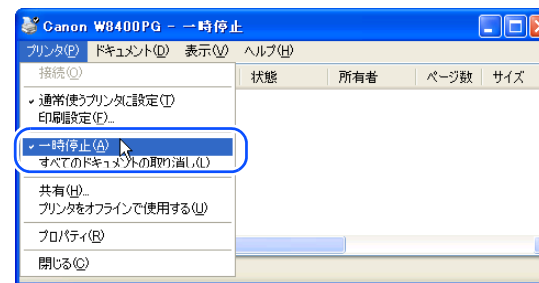 Canon W8400PG - 一時停止
プリンタ(P) ドキュメント(D) 表示(V) ヘルプ(H)
接続(O)
状態 所有者 ページ数 サイズ
✓ 通常使うプリンタに設定(T)
印刷設定(F)...
✓ 一時停止(A)
すべてのドキュメントの取り消し(L)
共有(H)...
プリンタをオフラインで使用する(U)
プロパティ(R)
閉じる(C)